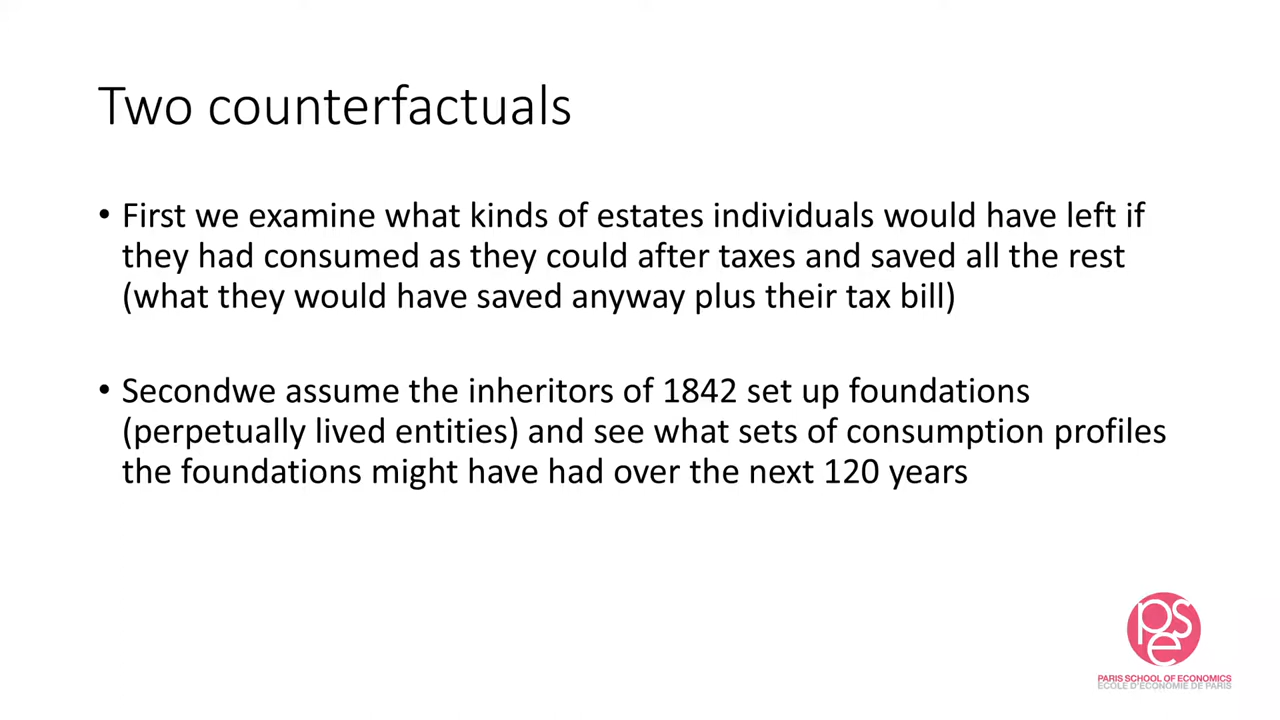 Two counterfactuals
• First we examine what kinds of estates individuals would have left if
they had consumed as they could after taxes and saved all the rest
(what they would have saved anyway plus their tax bill)
• Secondwe assume the inheritors of 1842 set up foundations
(perpetually lived entities) and see what sets of consumption profiles
the foundations might have had over the next 120 years
pse
PARIS SCHOOL OF ECONOMICS
ECOLE D'ECONOMIE DE PARIS